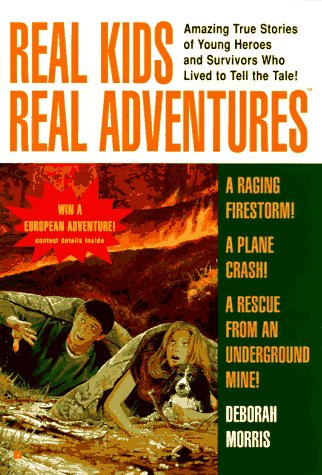 REAL KIDS
REAL ADVENTURES™
Amazing True Stories
of Young Heroes
and Survivors Who
Lived to Tell the Tale!
WIN A
EUROPEAN ADVENTURE!
contest details inside
A RAGING
FIRESTORM!
A PLANE
CRASH!
A RESCUE
FROM AN
UNDERGROUND
MINE!
DEBORAH
MORRIS